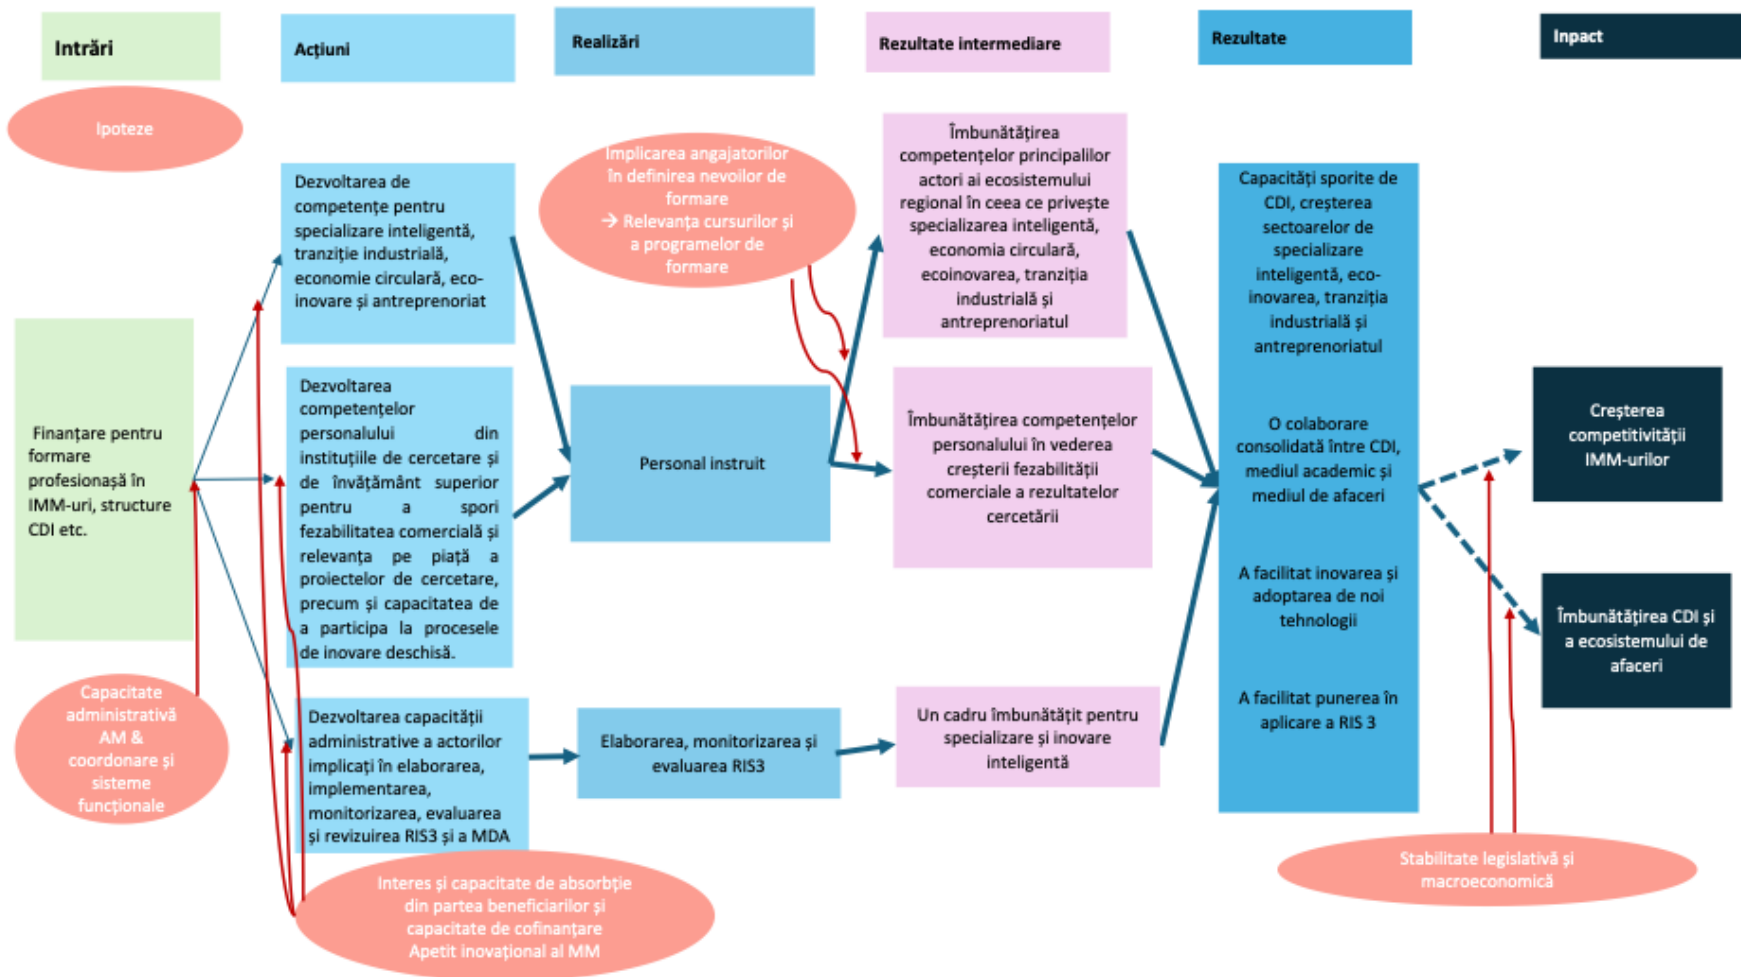 Intrări
Acțiuni
Realizări
Rezultate intermediare
Rezultate
Inpact
Ipoteze
Finanțare pentru
formare
profesionașă în
IMM-uri, structure
CDI etc.
Capacitate
administrativă
AM &
coordonare și
sisteme
funcționale
Dezvoltarea de
competențe pentru
specializare inteligentă,
tranziție industrială,
economie circulară, eco-
inovare și antreprenoriat
Dezvoltarea
competențelor
personalului din
instituțiile de cercetare și
de învățământ superior
pentru a spori
fezabilitatea comercială și
relevanța pe piață a
proiectelor de cercetare,
precum și capacitatea de
a participa la procesele
de inovare deschisă.
Dezvoltarea capacității
administrative a actorilor
implicați în elaborarea,
implementarea,
monitorizarea, evaluarea
și revizuirea RIS3 și a MDA
Interes și capacitate de absorbție
din partea beneficiarilor și
capacitate de cofinanțare
Apetit inovațional al MM
Implicarea angajatorilor
în definirea nevoilor de
formare
→ Relevanța cursurilor și
a programelor de
formare
Personal instruit
Elaborarea, monitorizarea și
evaluarea RIS3
Îmbunătățirea
competențelor principalilor
actori ai ecosistemului
regional în ceea ce privește
specializarea inteligentă,
economia circulară,
ecoinovarea, tranziția
industrială și
antreprenoriatul
Îmbunătățirea competențelor
personalului în vederea
creșterii fezabilității
comerciale a rezultatelor
cercetării
Un cadru îmbunătățit pentru
specializare și inovare
inteligentă
Capacități sporite de
CDI, creșterea
sectoarelor de
specializare
inteligentă, eco-
inovarea, tranziția
industrială și
antreprenoriatul
O colaborare
consolidată între CDI,
mediul academic și
mediul de afaceri
A facilitat inovarea și
adoptarea de noi
tehnologii
A facilitat punerea în
aplicare a RIS 3
Creșterea
competitivității
IMM-urilor
Îmbunătățirea CDI și
a ecosistemului de
afaceri
Stabilitate legislativă și
macroeconomică